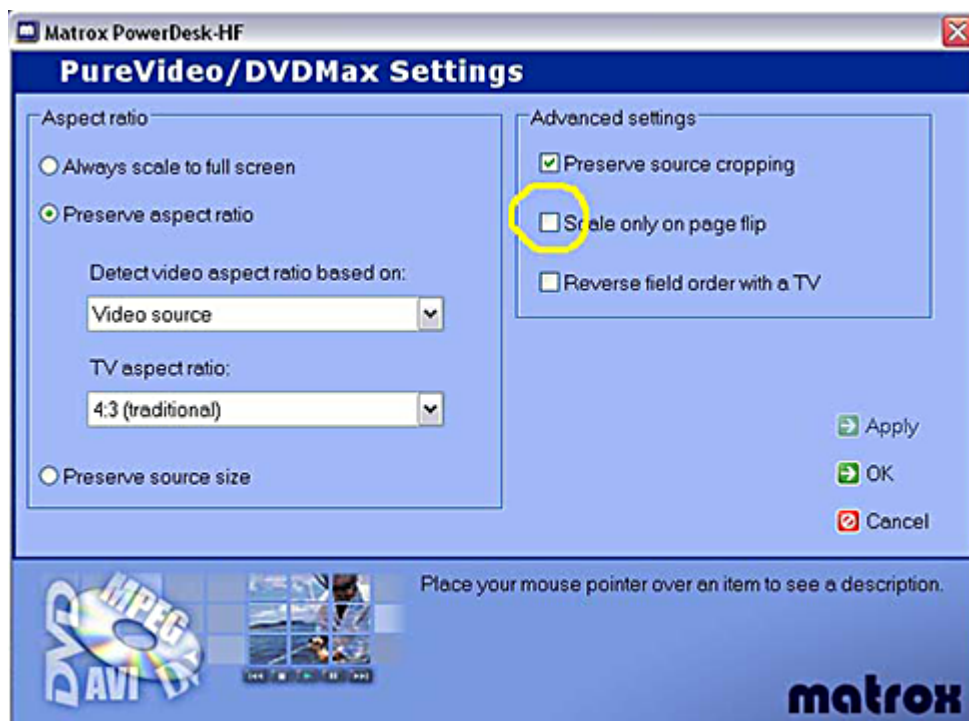 Matrox PowerDesk-HF
PureVideo/DVDMax Settings
Aspect ratio
Always scale to full screen
Preserve aspect ratio
Detect video aspect ratio based on:
Video source
TV aspect ratio:
4:3 (traditional)
Preserve source size
Advanced settings
Preserve source cropping
Scale only on page flip
Reverse field order with a TV
Apply
OK
Cancel
DVD
MPEG
AVI
Place your mouse pointer over an item to see a description.
matrox